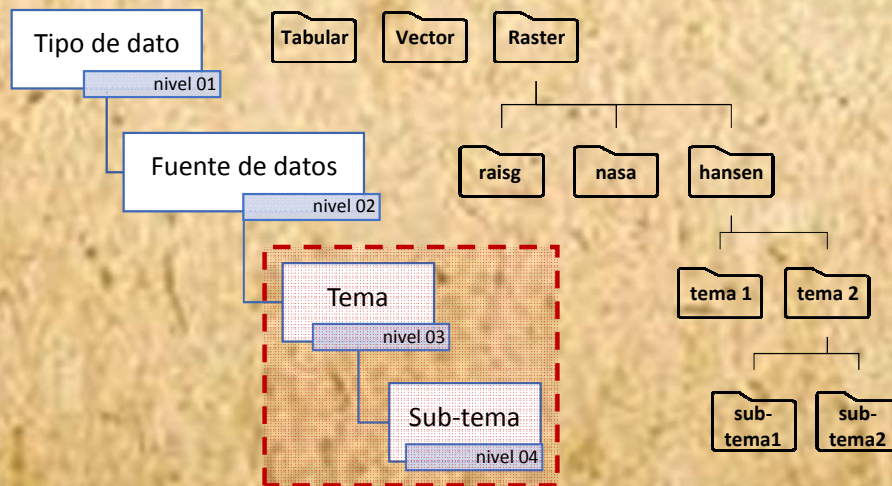 Tipo de dato
nivel 01
Tabular
Vector
Raster
Fuente de datos
nivel 02
raisg
nasa
hansen
Tema
nivel 03
tema 1
tema 2
Sub-tema
nivel 04
sub-
tema1
sub-
tema2